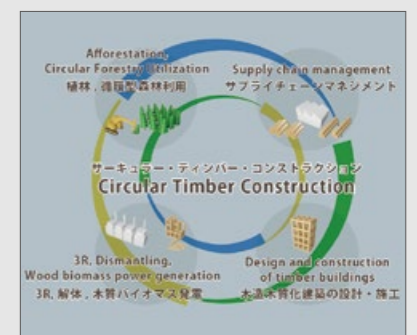 Afforestation,
Circular Forestry Utilization
植林, 循環型森林利用
Supply chain management
サプライチェーンマネジメント
サーキュラー・ティンバー・コンストラクション
Circular Timber Construction
3R, Dismantling,
Wood biomass power generation
3R, 解体, 木質バイオマス発電
Design and construction
of timber buildings
木造木質化建築の設計・施工